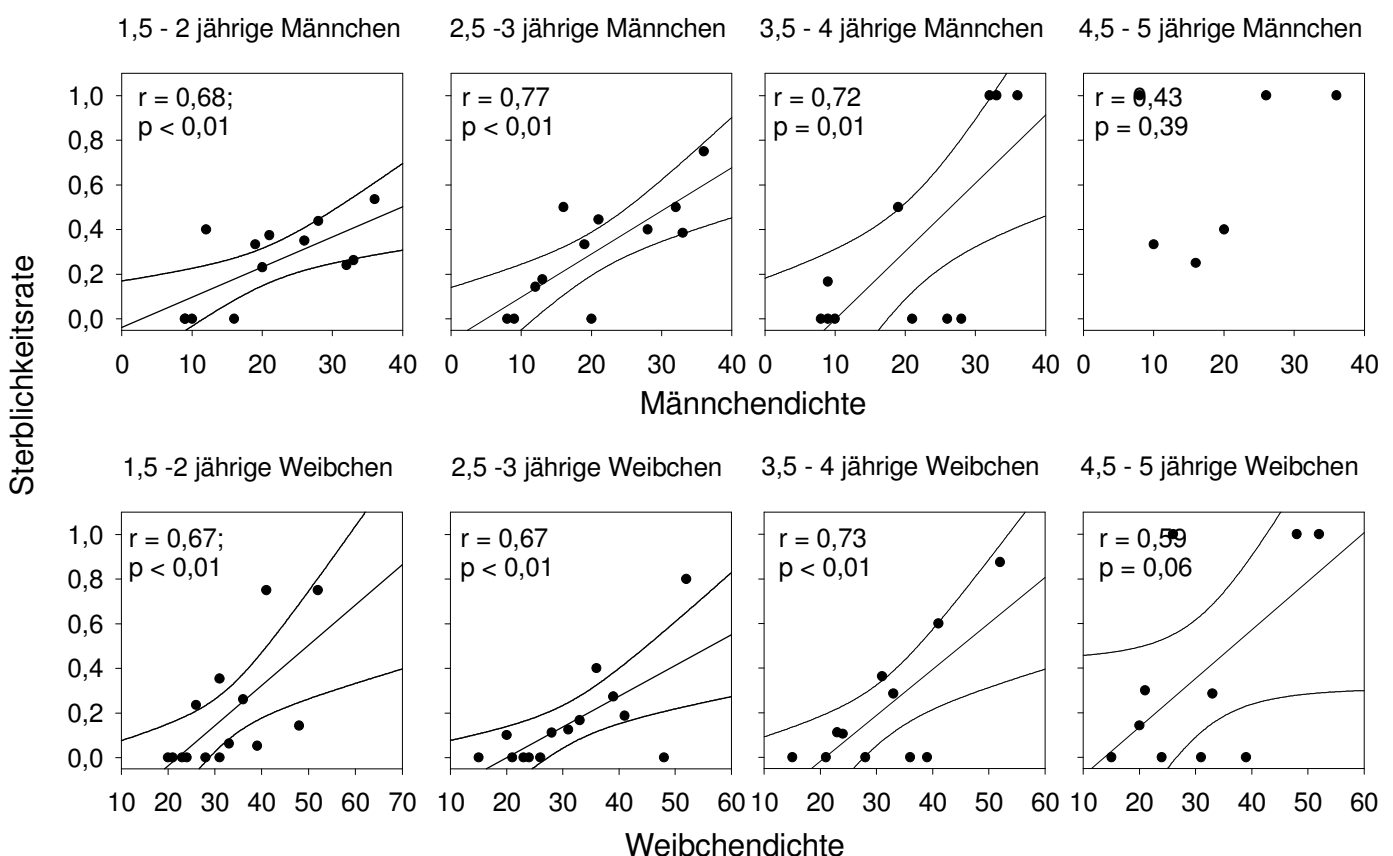 1,5 - 2 jährige Männchen
2,5 -3 jährige Männchen
3,5 - 4 jährige Männchen
4,5 - 5 jährige Männchen
r = 0,68;
p < 0,01
r = 0,77
p < 0,01
r = 0,72
p = 0,01
r = 0,43
p = 0,39
1,0
0,8
0,6
0,4
0,2
0,0
0 10 20 30 40
0 10 20 30 40
0 10 20 30 40
0 10 20 30 40
Männchendichte
Sterblichkeitsrate
1,5 -2 jährige Weibchen
2,5 -3 jährige Weibchen
3,5 - 4 jährige Weibchen
4,5 - 5 jährige Weibchen
r = 0,67;
p < 0,01
r = 0,67
p < 0,01
r = 0,73
p < 0,01
r = 0,59
p = 0,06
1,0
0,8
0,6
0,4
0,2
0,0
10 20 30 40 50 60 70
10 20 30 40 50 60
10 20 30 40 50 60
10 20 30 40 50 60
Weibchendichte